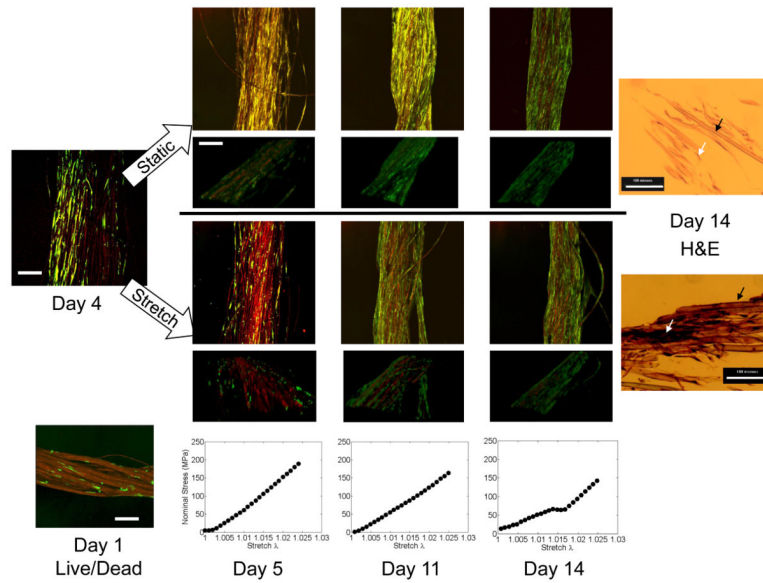 Static
Stretch
Day 4
Day 14
H&E
100 microns
100 microns
Day 1
Live/Dead
Nominal Stress (MPa)
250
200
150
100
50
0
1 1.005 1.01 1.015 1.02 1.025 1.03
Stretch λ
250
200
150
100
50
0
1 1.005 1.01 1.015 1.02 1.025 1.03
Stretch λ
250
200
150
100
50
0
1 1.005 1.01 1.015 1.02 1.025 1.03
Stretch λ
Day 5
Day 11
Day 14